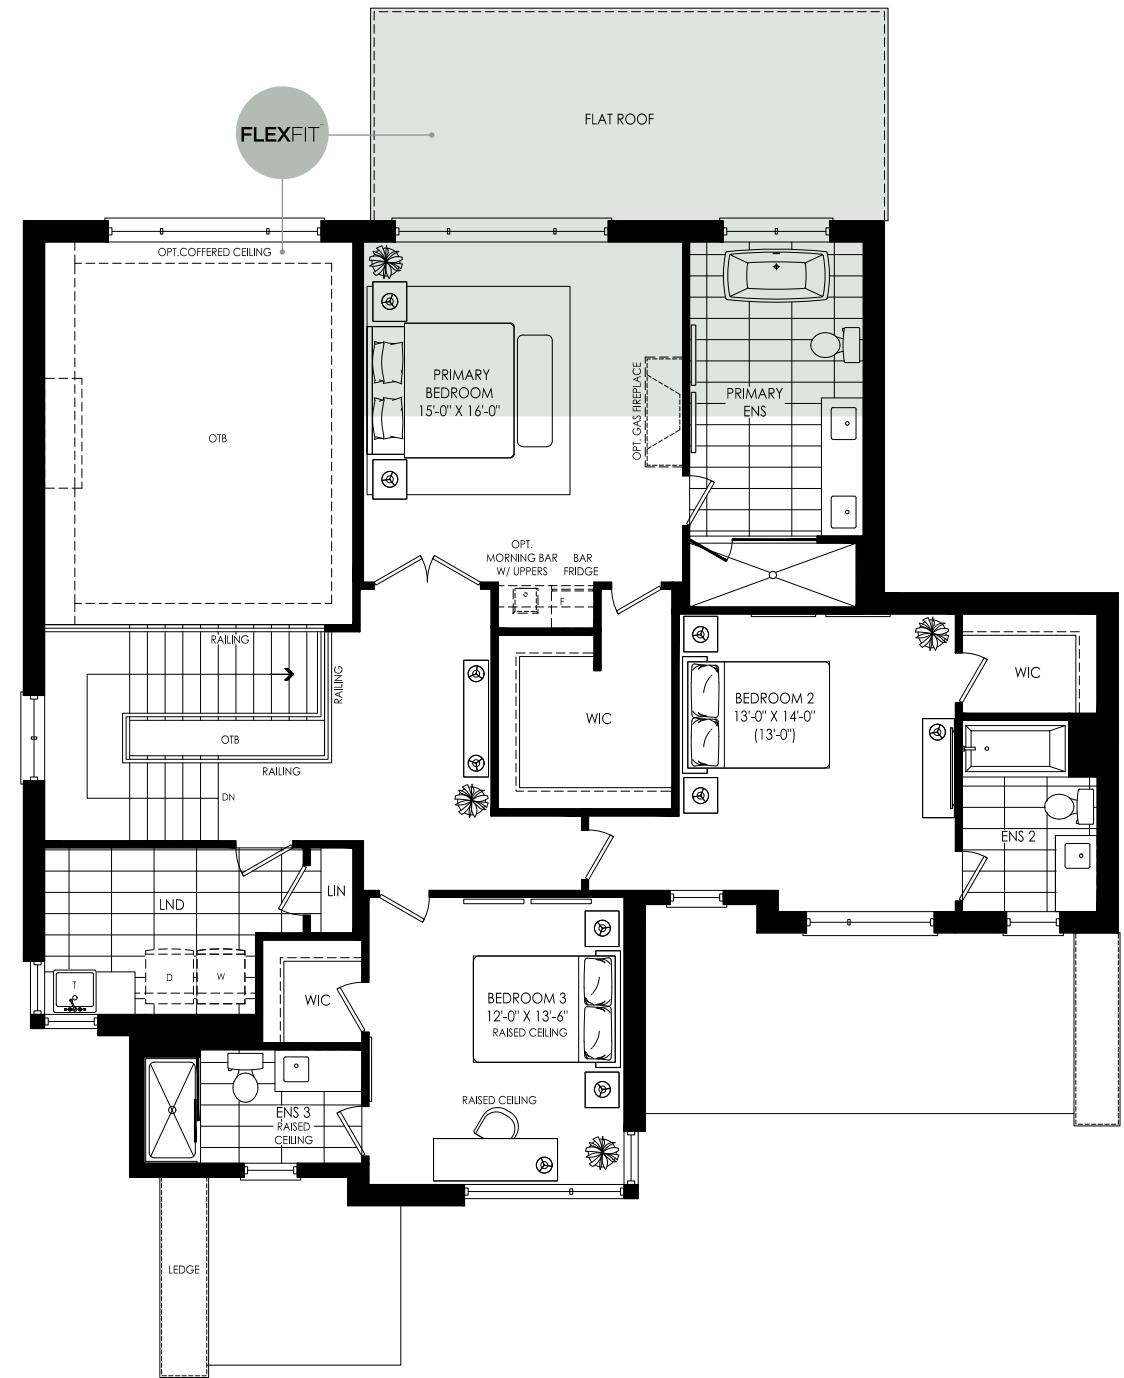 FLAT ROOF
FLEXFIT™
OPT.COFFERED CEILING
OTB
PRIMARY
BEDROOM
15'-0" X 16'-0"
OPT. GAS FIREPLACE
PRIMARY
ENS
OPT.
MORNING BAR
W/ UPPERS
BAR
FRIDGE
F
RAILING
RAILING
OTB
RAILING
DN
WIC
BEDROOM 2
13'-0" X 14'-0"
(13'-0")
WIC
ENS 2
LND
LIN
D
W
T
WIC
BEDROOM 3
12'-0" X 13'-6"
RAISED CEILING
RAISED CEILING
ENS 3
RAISED
CEILING
LEDGE